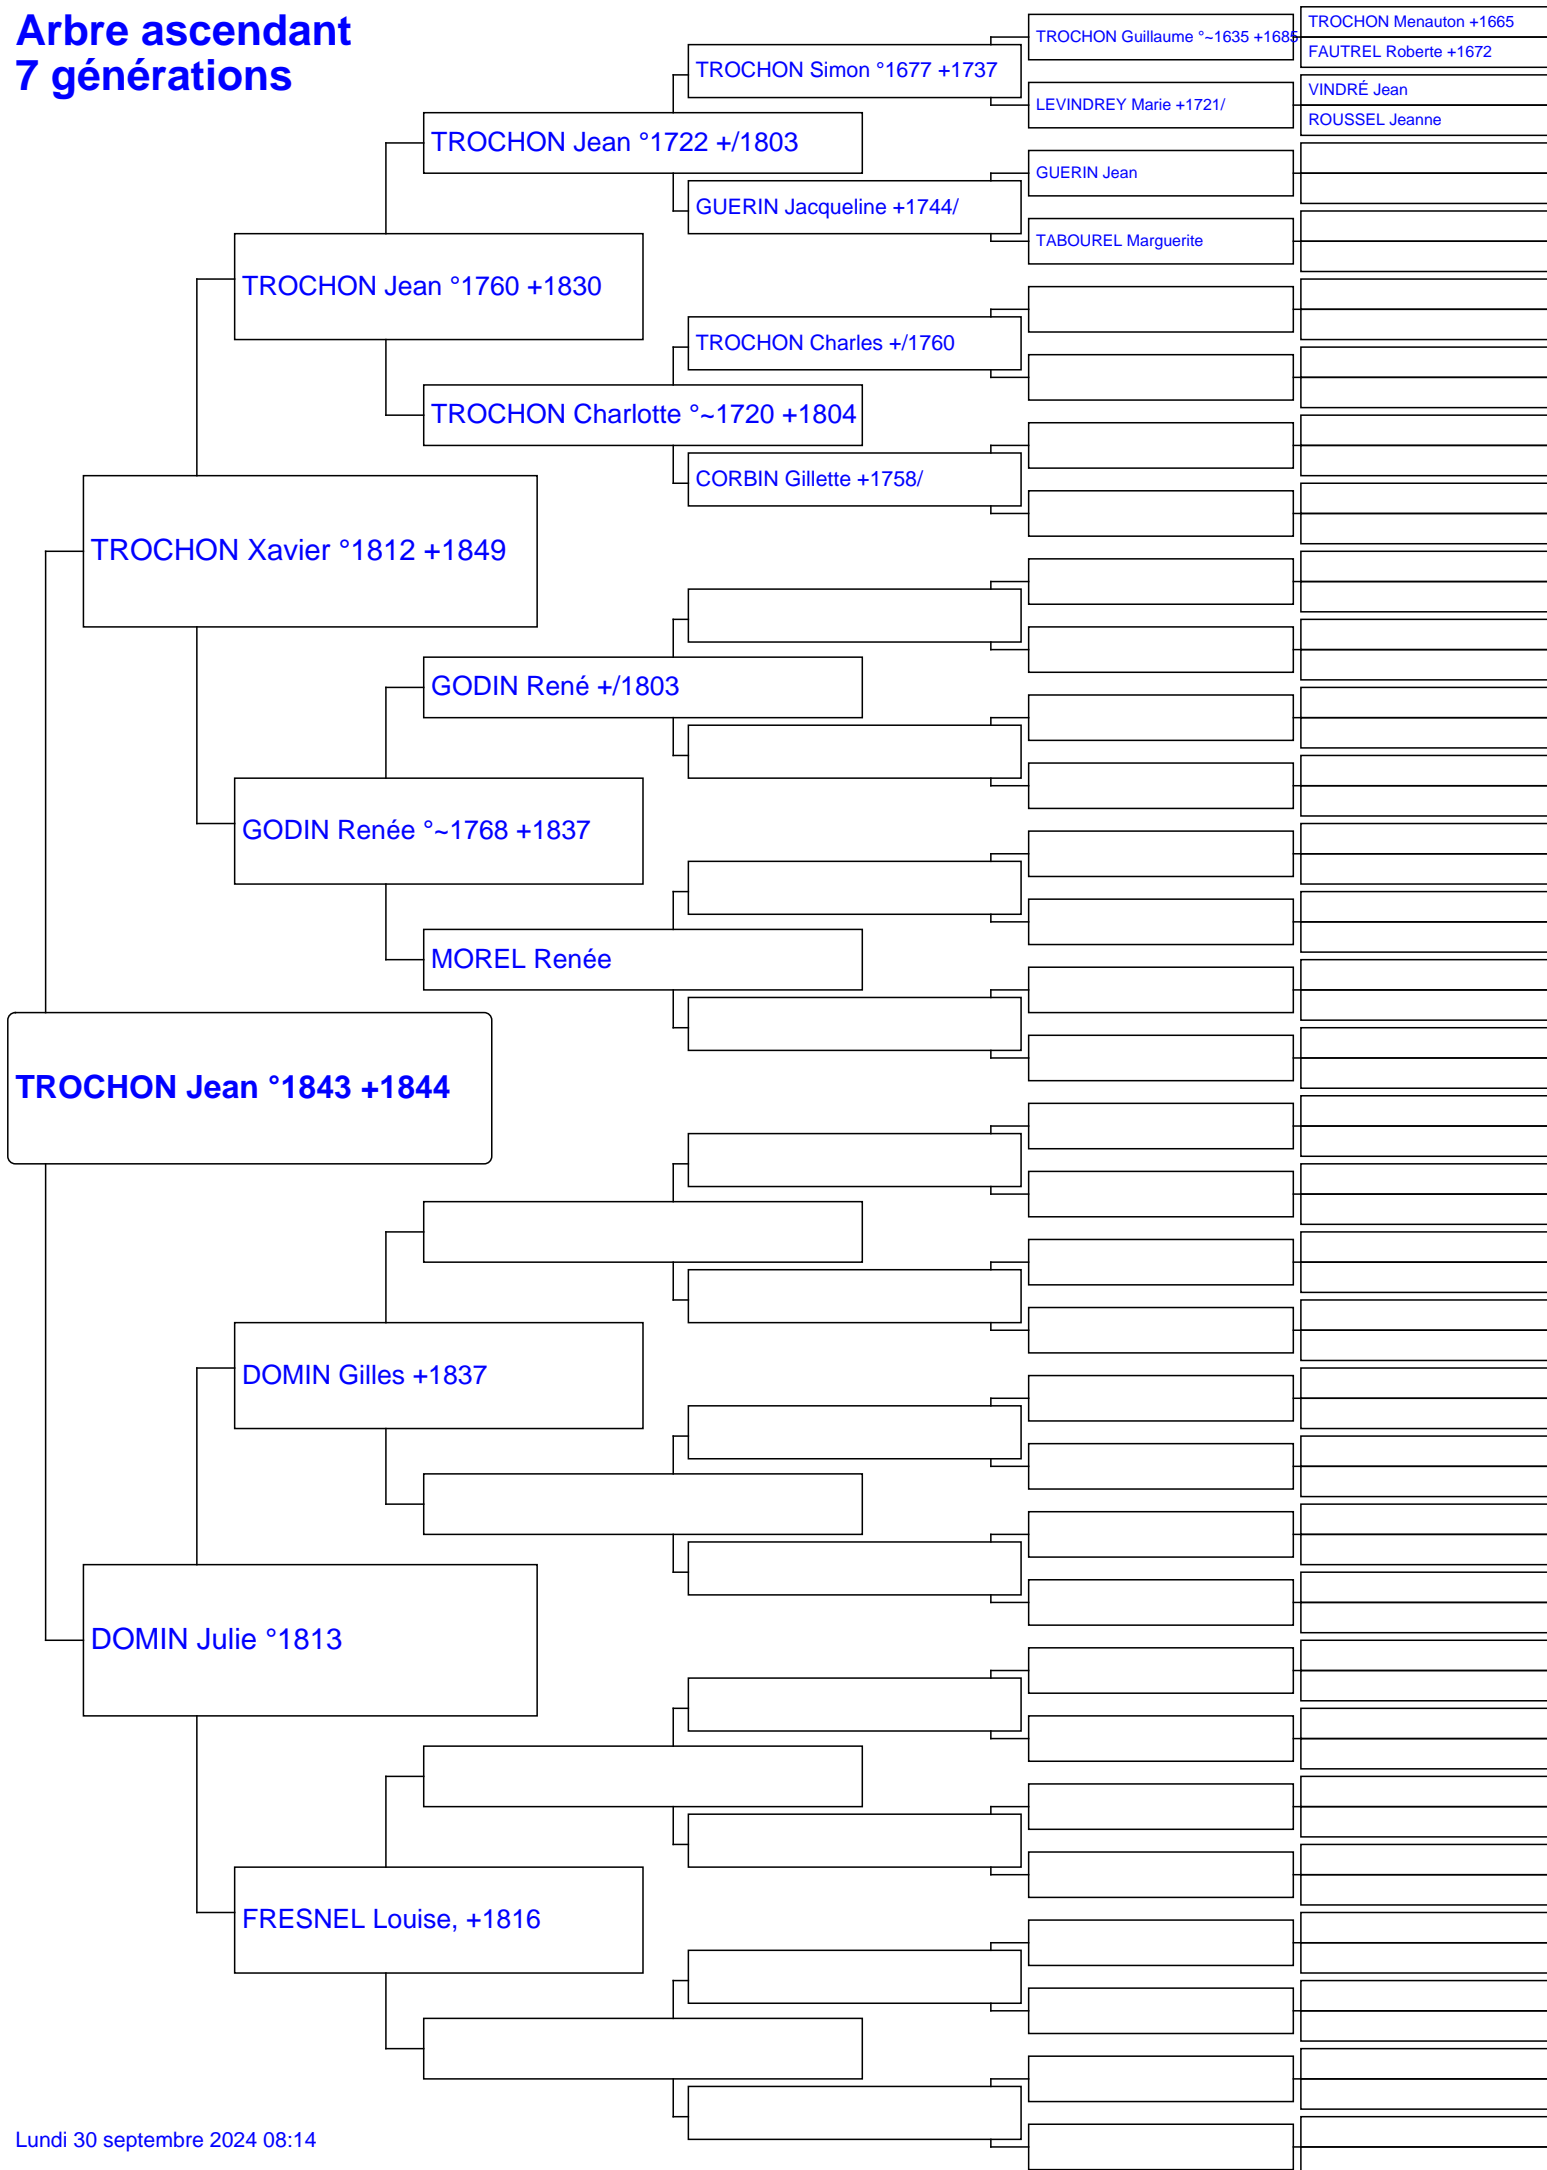 Arbre ascendant
7 générations
TROCHON Guillaume °~1635 +1685
TROCHON Menauton +1665
FAUTREL Roberte +1672
TROCHON Simon °1677 +1737
LEVINDREY Marie +1721/
VINDRÉ Jean
ROUSSEL Jeanne
TROCHON Jean °1722 +/1803
GUERIN Jean
GUERIN Jacqueline +1744/
TABOUREL Marguerite
TROCHON Jean °1760 +1830
TROCHON Charles +/1760
TROCHON Charlotte °~1720 +1804
CORBIN Gillette +1758/
TROCHON Xavier °1812 +1849
GODIN René +/1803
GODIN Renée °~1768 +1837
MOREL Renée
TROCHON Jean °1843 +1844
DOMIN Gilles +1837
DOMIN Julie °1813
FRESNEL Louise, +1816
Lundi 30 septembre 2024 08:14